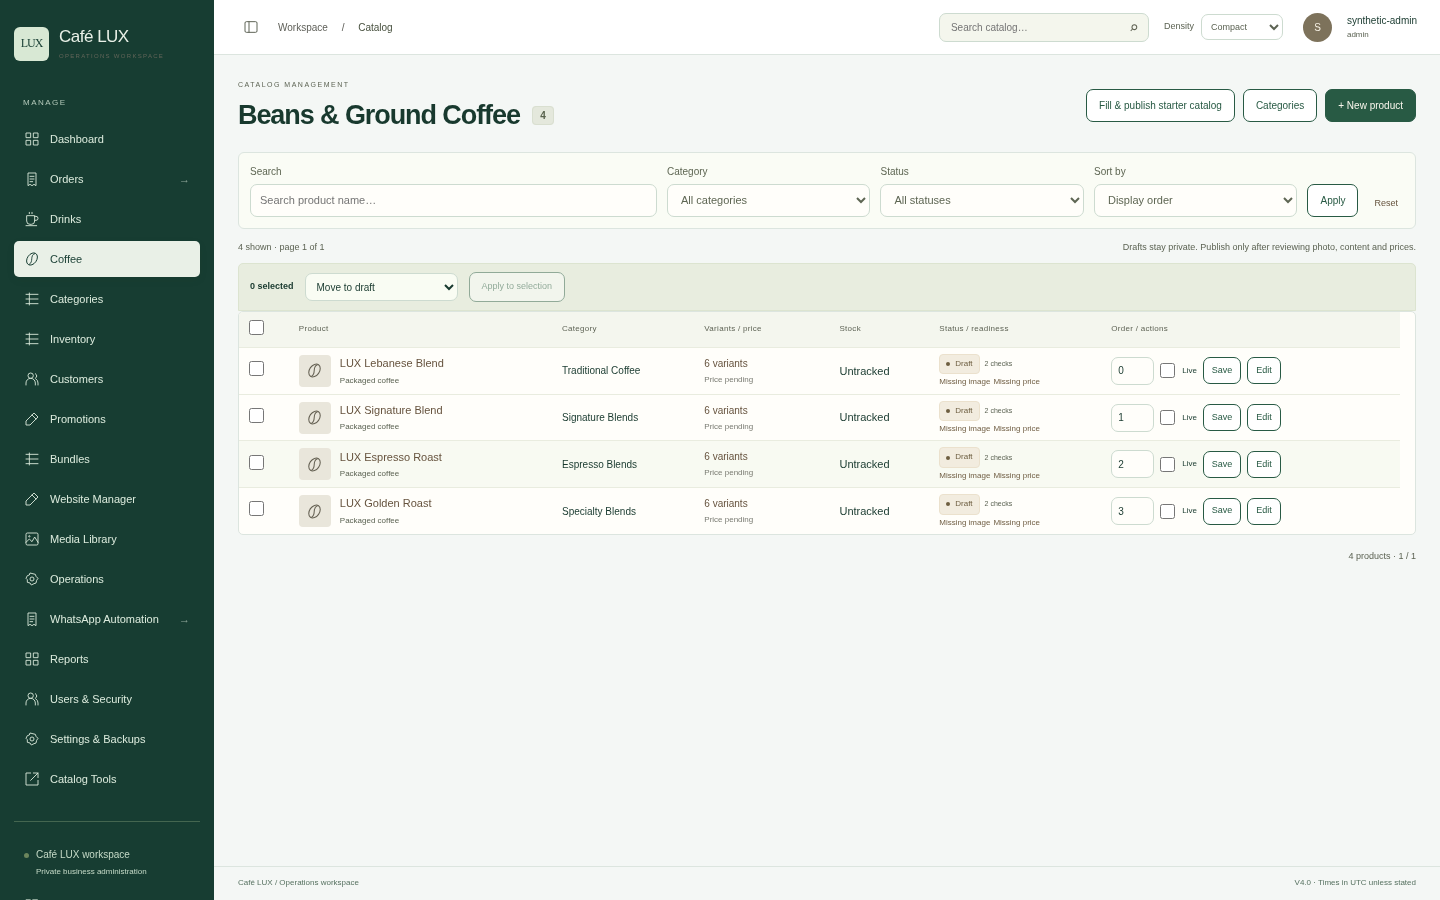 LUX
Café LUX
OPERATIONS WORKSPACE
MANAGE
Dashboard
Orders →
Drinks
Coffee
Categories
Inventory
Customers
Promotions
Bundles
Website Manager
Media Library
Operations
WhatsApp Automation →
Reports
Users & Security
Settings & Backups
Catalog Tools
Café LUX workspace
Private business administration
Workspace / Catalog
Search catalog…
Density Compact
S
synthetic-admin
admin
CATALOG MANAGEMENT
Beans & Ground Coffee 4
Fill & publish starter catalog Categories + New product
Search Category Status Sort by
Search product name… All categories All statuses Display order Apply Reset
4 shown · page 1 of 1 Drafts stay private. Publish only after reviewing photo, content and prices.
0 selected Move to draft Apply to selection
Product Category Variants / price Stock Status / readiness Order / actions
LUX Lebanese Blend
Packaged coffee
Traditional Coffee
6 variants
Price pending
Untracked
Draft 2 checks
Missing image Missing price
0 Live Save Edit
LUX Signature Blend
Packaged coffee
Signature Blends
6 variants
Price pending
Untracked
Draft 2 checks
Missing image Missing price
1 Live Save Edit
LUX Espresso Roast
Packaged coffee
Espresso Blends
6 variants
Price pending
Untracked
Draft 2 checks
Missing image Missing price
2 Live Save Edit
LUX Golden Roast
Packaged coffee
Specialty Blends
6 variants
Price pending
Untracked
Draft 2 checks
Missing image Missing price
3 Live Save Edit
4 products · 1 / 1
Café LUX / Operations workspace V4.0 · Times in UTC unless stated